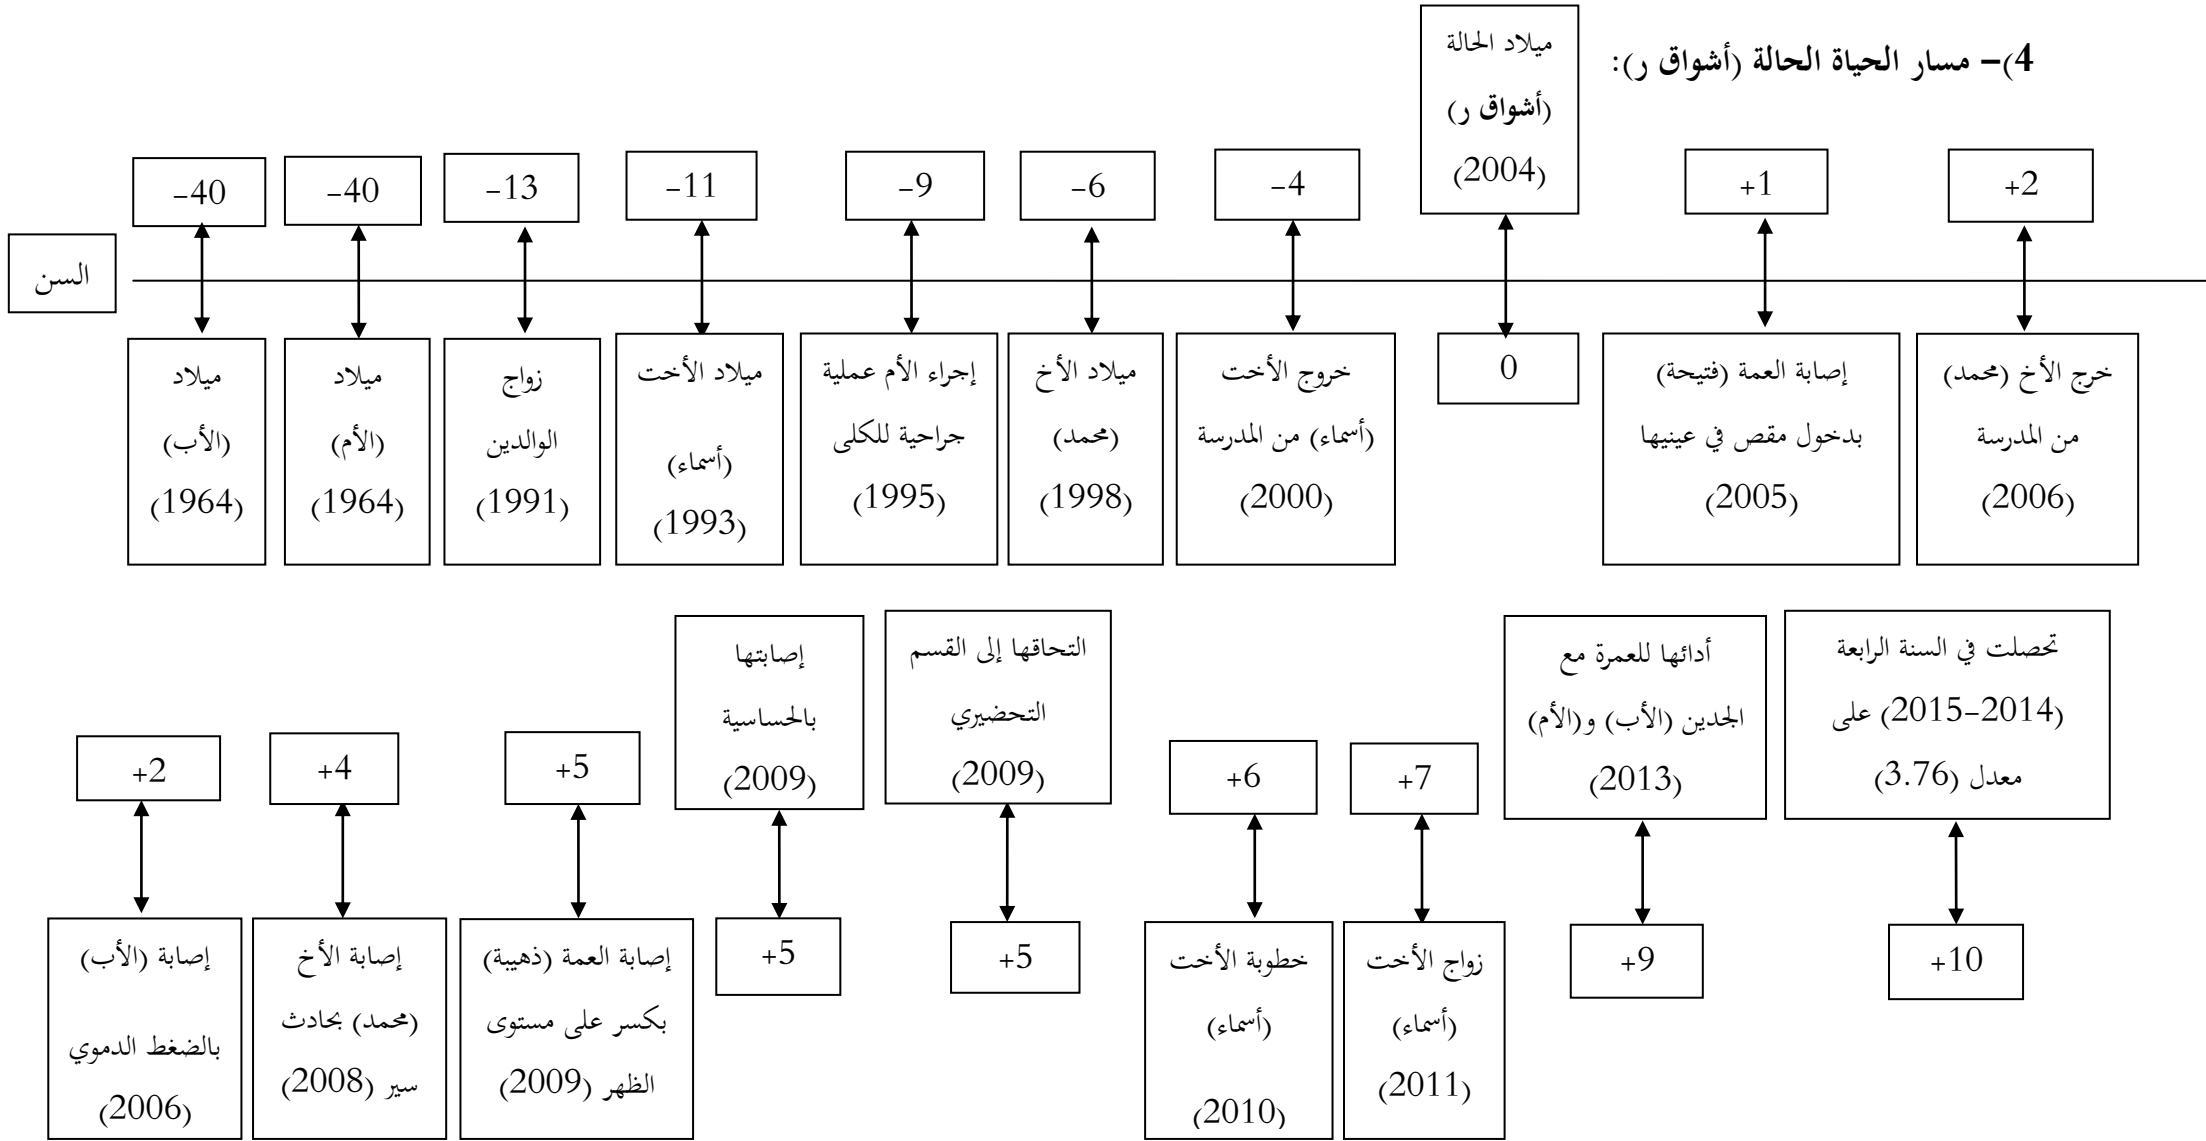 4)– مسار الحياة الحالة (أشواق ر):
ميلاد الحالة
(أشواق ر)
(2004)
-40
-40
-13
-11
-9
-6
-4
+1
+2
السن
ميلاد
(الأب)
(1964)
ميلاد
(الأم)
(1964)
زواج
الوالدين
(1991)
ميلاد الأخت
(أسماء)
(1993)
إجراء الأم عملية
جراحية للكلى
(1995)
ميلاد الأخ
(محمد)
(1998)
خروج الأخت
(أسماء) من المدرسة
(2000)
0
إصابة العمة (فتيحة)
بدخول مقص في عينيها
(2005)
خرج الأخ (محمد)
من المدرسة
(2006)
+2
+4
+5
إصابتها
بالحساسية
(2009)
التحاقها إلى القسم
التحضيري
(2009)
+6
+7
أدائها للعمرة مع
الجدين (الأب) و(الأم)
(2013)
تحصلت في السنة الرابعة
(2014-2015) على
معدل (3.76)
إصابة (الأب)
بالضغط الدموي
(2006)
إصابة الأخ
(محمد) بحادث
سير (2008)
إصابة العمة (ذهيبة)
بكسر على مستوى
الظهر (2009)
+5
+5
خطوبة الأخت
(أسماء)
(2010)
زواج الأخت
(أسماء)
(2011)
+9
+10